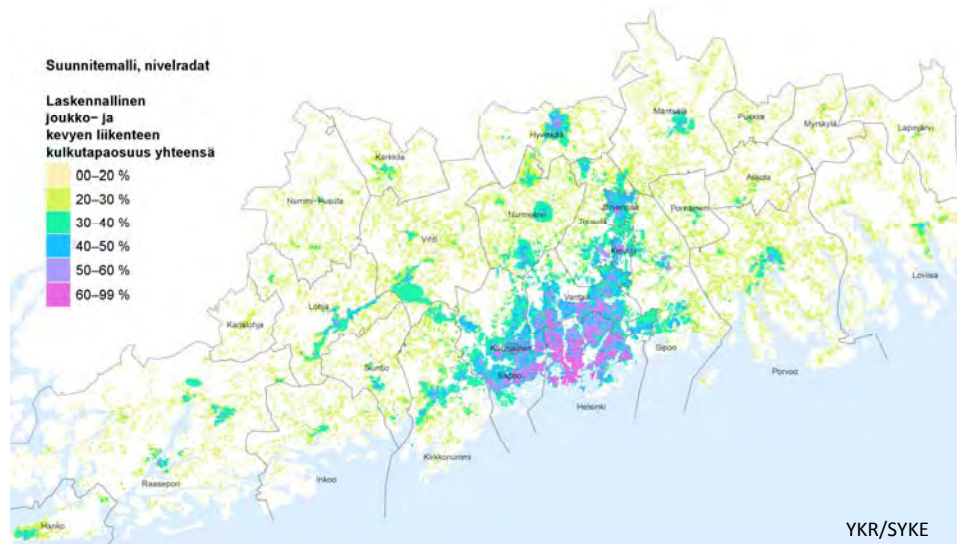 Suunnitemalli, nivelradat
Laskennallinen
joukko– ja
kevyen liikenteen
kulkutapaosuus yhteensä
00–20 %
20–30 %
30–40 %
40–50 %
50–60 %
60–99 %
Mäntsälä
Pukkila
Myrskylä
Lapinjärvi
Hyvinkää
Karkkila
Askola
Nummi–Pusula
Nurmijärvi
Järvenpää
Tuusula
Pornainen
Vihti
Kerava
Loviisa
Lohja
Vantaa
Karjalohja
Kauniainen
Sipoo
Siuntio
Espoo
Porvoo
Helsinki
Kirkkonummi
Inkoo
Raasepori
Hanko
YKR/SYKE